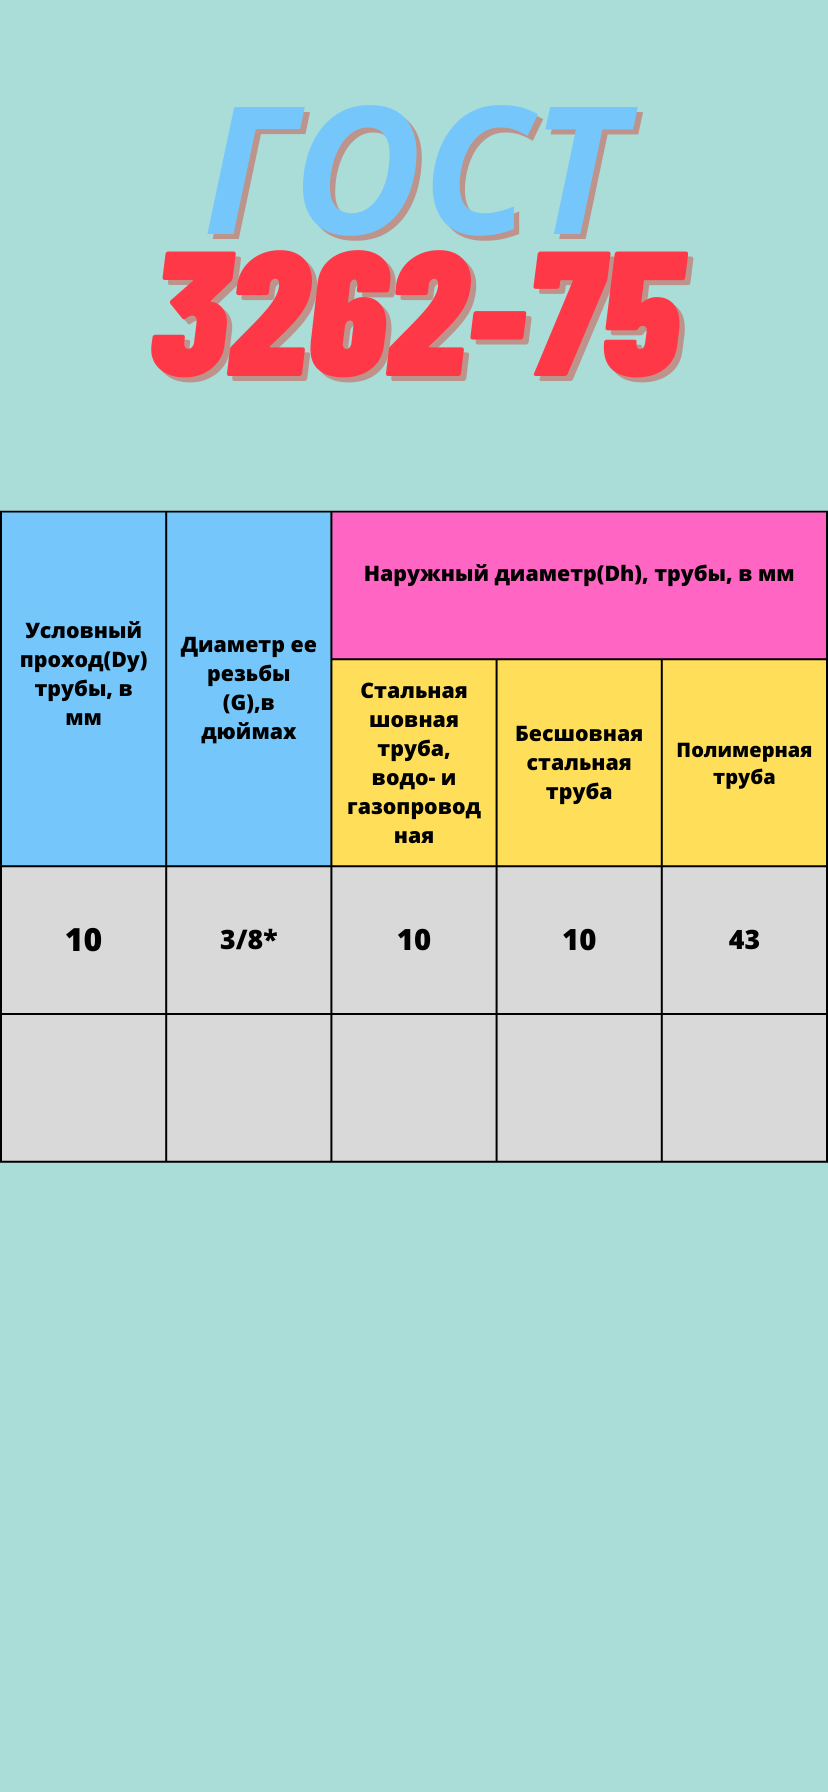 ГОСТ
3262-75
Условный
проход(Dy)
трубы, в
мм
Диаметр ее
резьбы
(G),в
дюймах
Наружный диаметр(Dh), трубы, в мм
Стальная
шовная
труба,
водо- и
газопровод
ная
Бесшовная
стальная
труба
Полимерная
труба
10
3/8*
10
10
43